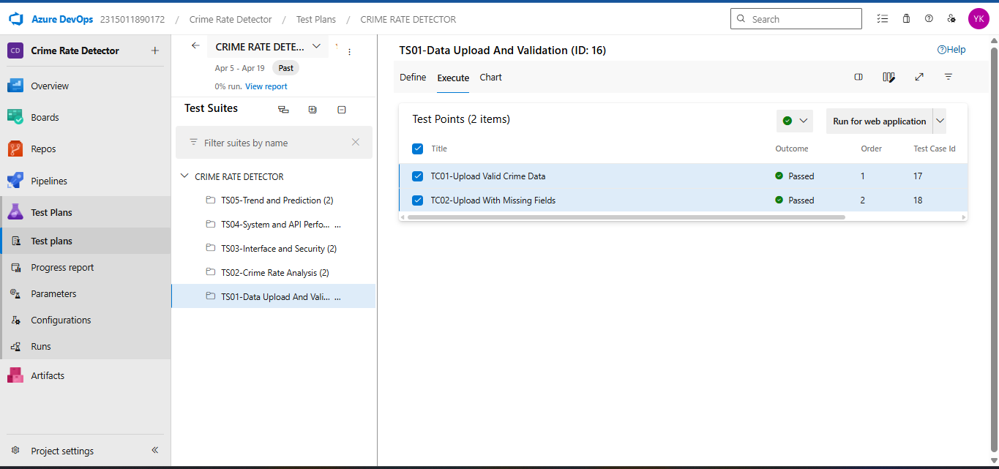 Azure DevOps 2315011890172 / Crime Rate Detector / Test Plans / CRIME RATE DETECTOR
Search
YK
CD Crime Rate Detector
Overview
Boards
Repos
Pipelines
Test Plans
Test plans
Progress report
Parameters
Configurations
Runs
Artifacts
Project settings
CRIME RATE DETE...
Apr 5 - Apr 19 Past
0% run. View report
Test Suites
Filter suites by name
CRIME RATE DETECTOR
TS05-Trend and Prediction (2)
TS04-System and API Perfo... ...
TS03-Interface and Security (2)
TS02-Crime Rate Analysis (2)
TS01-Data Upload And Vali... ...
TS01-Data Upload And Validation (ID: 16)
Help
Define Execute Chart
Test Points (2 items)
Run for web application
Title Outcome Order Test Case Id
TC01-Upload Valid Crime Data Passed 1 17
TC02-Upload With Missing Fields Passed 2 18